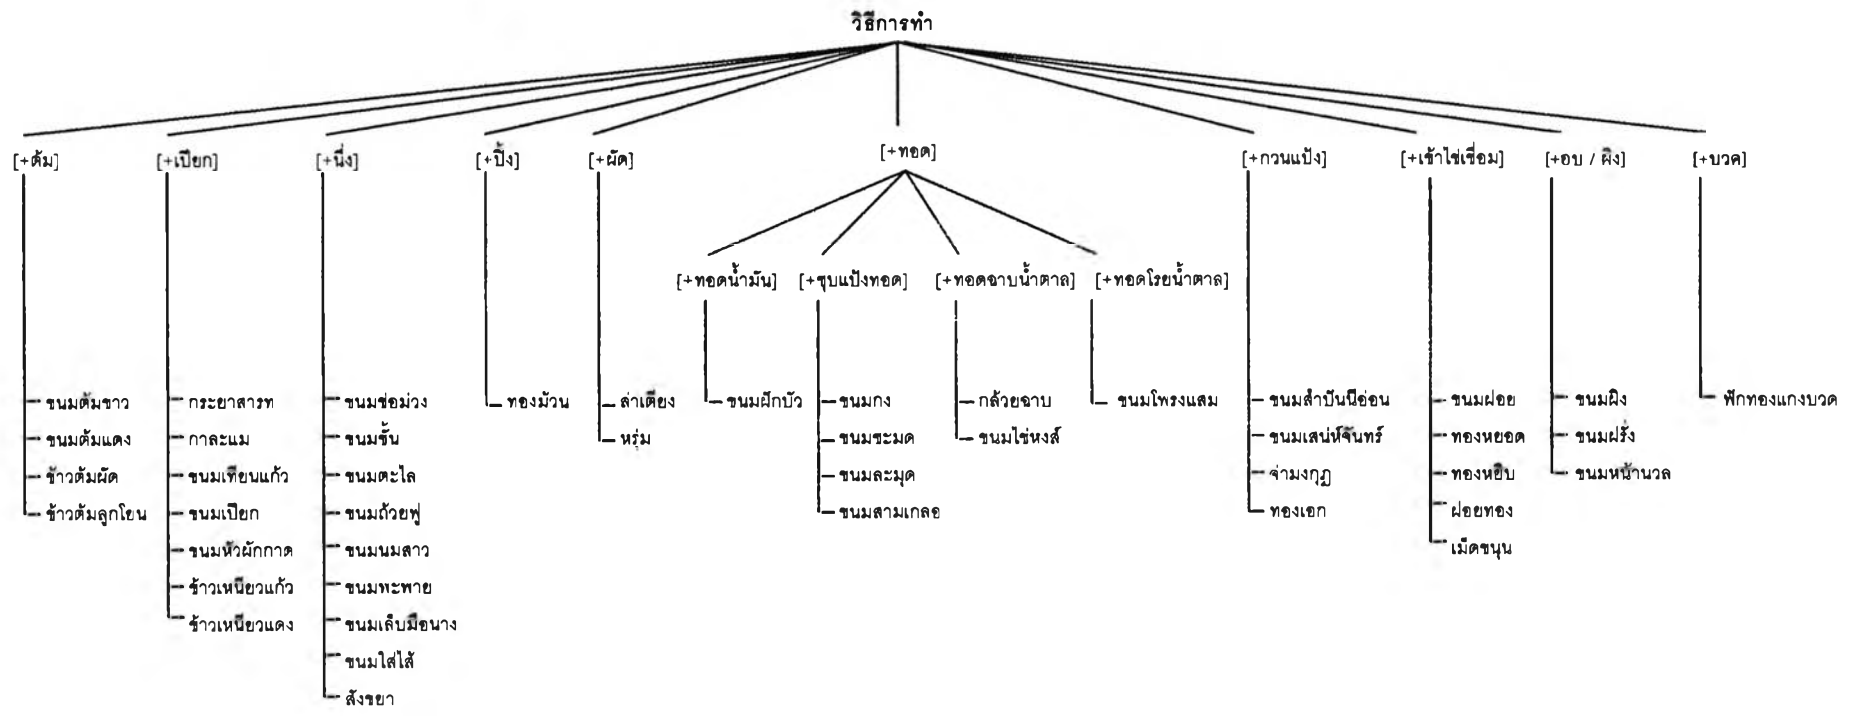 วิธีการทำ
[+ต้ม]
[+เปียก]
[+นึ่ง]
[+ปิ้ง]
[+ผัด]
[+ทอด]
[+กวนแป้ง]
[+เข้าไข่เชื่อม]
[+อบ / ผิง]
[+บวด]
[+ทอดน้ำมัน]
[+ชุบแป้งทอด]
[+ทอดฉาบน้ำตาล]
[+ทอดโรยน้ำตาล]
ขนมต้มขาว
ขนมต้มแดง
ข้าวต้มผัด
ข้าวต้มลูกโยน
กระยาสารท
กาละแม
ขนมเทียนแก้ว
ขนมเปียก
ขนมหัวผักกาด
ข้าวเหนียวแก้ว
ข้าวเหนียวแดง
ขนมช่อม่วง
ขนมชั้น
ขนมตะไล
ขนมถ้วยฟู
ขนมนมสาว
ขนมพะพาย
ขนมเล็บมือนาง
ขนมใส่ไส้
สังขยา
ทองม้วน
ล่าเตียง
หรุ่ม
ขนมฝักบัว
ขนมกง
ขนมชะมด
ขนมละมุด
ขนมสามเกลอ
กล้วยฉาบ
ขนมไข่หงส์
ขนมโพรงแสม
ขนมสำปันนีอ่อน
ขนมเสน่ห์จันทร์
จ่ามงกุฎ
ทองเอก
ขนมฝอย
ทองหยอด
ทองหยิบ
ฝอยทอง
เม็ดขนุน
ขนมผิง
ขนมฝรั่ง
ขนมหน้านวล
ฟักทองแกงบวด